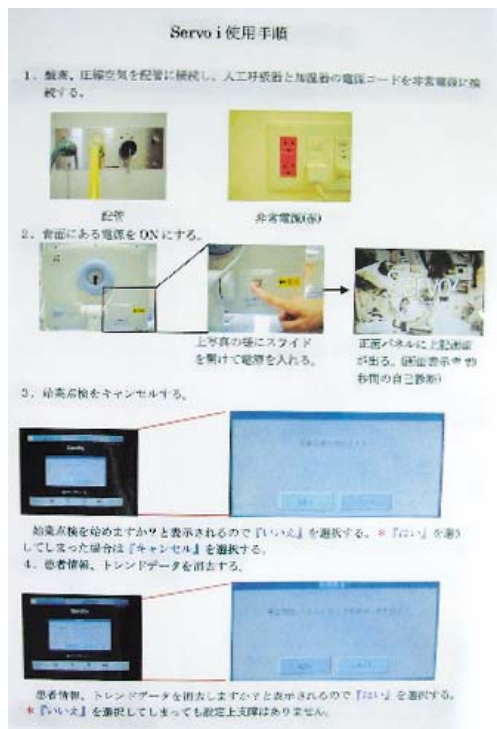 Servo i 使用手順
1. 酸素、圧縮空気を配管に接続し、人工呼吸器と加温器の電源コードを非常電源に接
続する。
配管
非常電源(赤)
2. 背面にある電源を ON にする。
上写真の様にスライド
を開けて電源を入れる。
正面パネルに上記画面
が出る。(画面表示中
秒間の自己診断)
3. 始業点検をキャンセルする。
始業点検を始めますか?と表示されるので『いいえ』を選択する。*『はい』を選択
してしまった場合は『キャンセル』を選択する。
4. 患者情報、トレンドデータを消去する。
患者情報、トレンドデータを消去しますか?と表示されるので『はい』を選択する。
*『いいえ』を選択してしまっても設定上支障はありません。